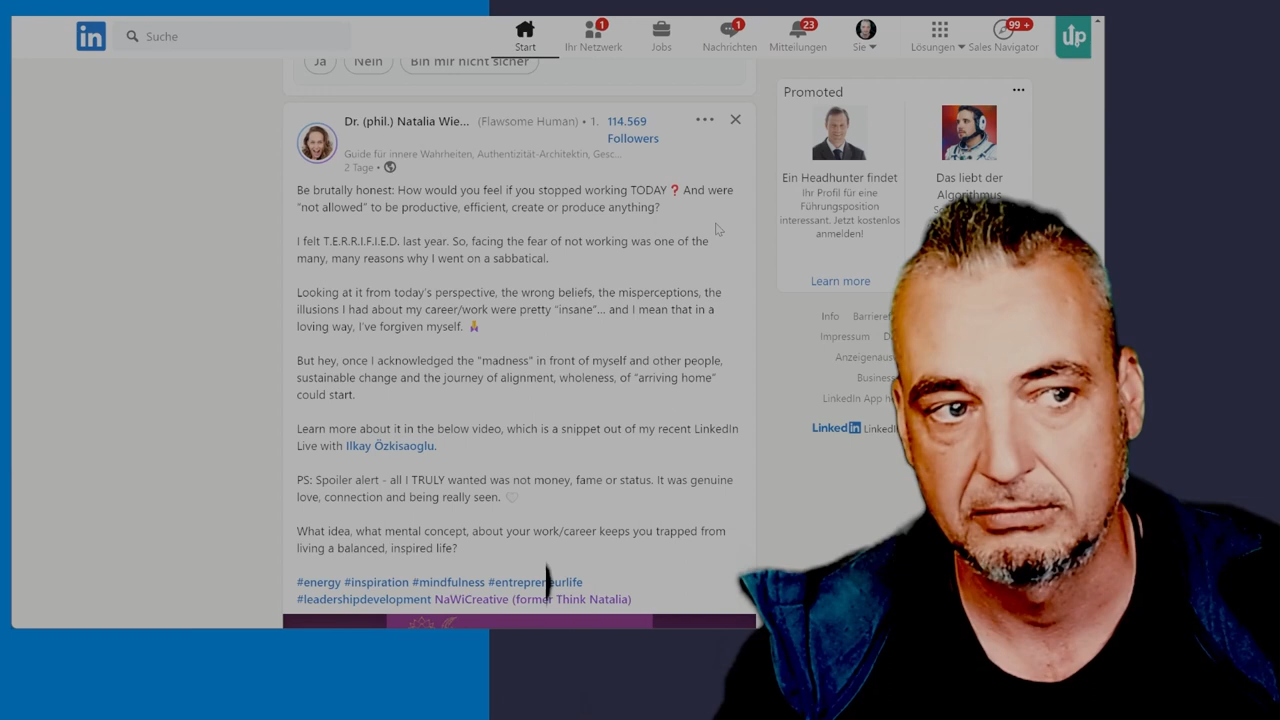 in
Suche
Start
1
Ihr Netzwerk
Jobs
1
Nachrichten
23
Mitteilungen
Sie
Lösungen
99 +
Sales Navigator
up
Ja
Nein
Bin mir nicht sicher
Dr. (phil.) Natalia Wie... (Flawsome Human) • 1. 114.569
Followers
Guide für innere Wahrheiten, Authentizität-Architektin, Gesc...
2 Tage •
Be brutally honest: How would you feel if you stopped working TODAY ❓ And were
“not allowed” to be productive, efficient, create or produce anything?
I felt T.E.R.R.I.F.I.E.D. last year. So, facing the fear of not working was one of the
many, many reasons why I went on a sabbatical.
Looking at it from today’s perspective, the wrong beliefs, the misperceptions, the
illusions I had about my career/work were pretty “insane”... and I mean that in a
loving way, I’ve forgiven myself.
But hey, once I acknowledged the “madness” in front of myself and other people,
sustainable change and the journey of alignment, wholeness, of “arriving home”
could start.
Learn more about it in the below video, which is a snippet out of my recent LinkedIn
Live with Ilkay Özkisaoglu.
PS: Spoiler alert - all I TRULY wanted was not money, fame or status. It was genuine
love, connection and being really seen. 🤍
What idea, what mental concept, about your work/career keeps you trapped from
living a balanced, inspired life?
#energy #inspiration #mindfulness #entrepreneurlife
#leadershipdevelopment NaWiCreative (former Think Natalia)
Promoted
Ein Headhunter findet
Ihr Profil für eine
Führungsposition
interessant. Jetzt kostenlos
anmelden!
Learn more
Das liebt der
Algorithmus
Info
Impressum
Business
LinkedIn App
LinkedIn